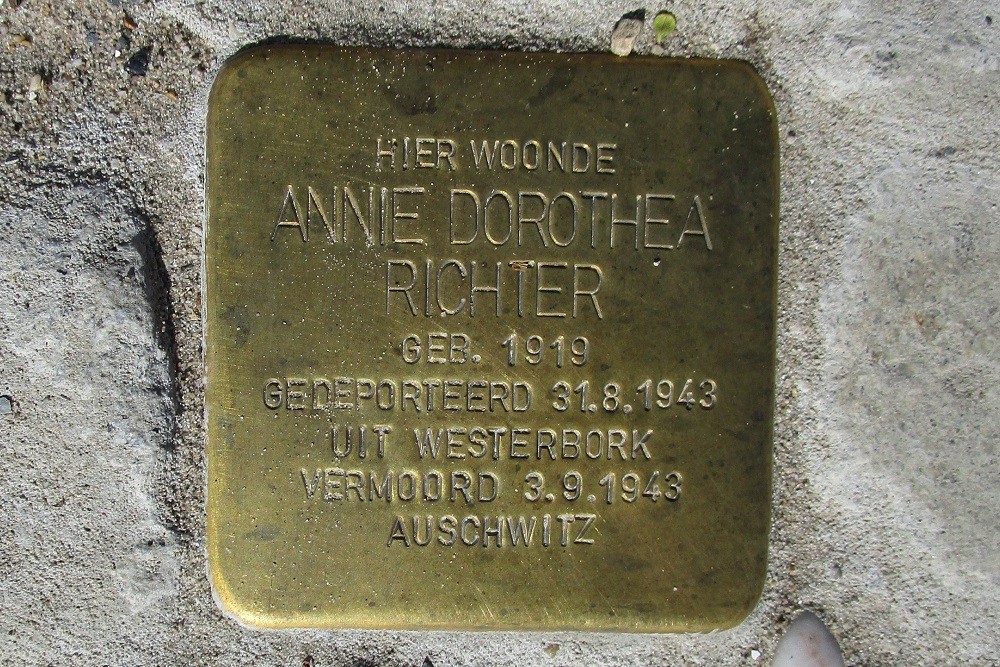 HIER WOONDE
ANNIE DOROTHEA
RICHTER
GEB. 1919
GEDEPORTEERD 31.8.1943
UIT WESTERBORK
VERMOORD 3.9.1943
AUSCHWITZ